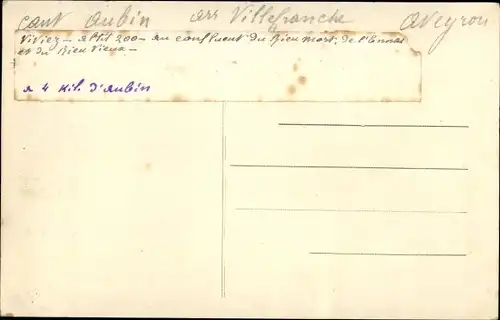 cant Aubin arr Villefranche Aveyron
Viviez - altit 200 - au confluent du Rieu Mort, de l'Ennas
et du Rieu Vieux -
a 4 Kil. d'Aubin